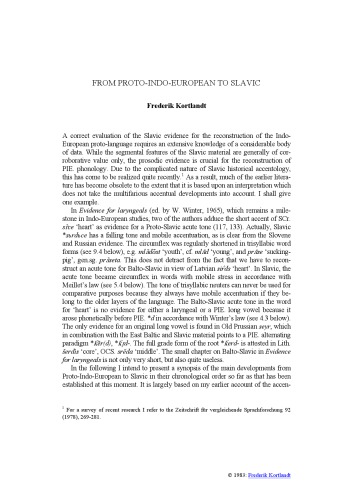 FROM PROTO-INDO-EUROPEAN TO SLAVIC
Frederik Kortlandt
A correct evaluation of the Slavic evidence for the reconstruction of the Indo-
European proto-language requires an extensive knowledge of a considerable body
of data. While the segmental features of the Slavic material are generally of cor-
roborative value only, the prosodic evidence is crucial for the reconstruction of
PIE. phonology. Due to the complicated nature of Slavic historical accentology,
this has come to be realized quite recently.¹ As a result, much of the earlier litera-
ture has become obsolete to the extent that it is based upon an interpretation which
does not take the multifarious accentual developments into account. I shall give
one example.
In Evidence for laryngeals (ed. by W. Winter, 1965), which remains a mile-
stone in Indo-European studies, two of the authors adduce the short accent of SCr.
‘heart’ as evidence for a Proto-Slavic acute tone (117, 133). Actually, Slavic
has a falling tone and mobile accentuation, as is clear from the Slovene
and Russian evidence. The circumflex was regularly shortened in trisyllabic word
forms (see 9.4 below), e.g. ‘youth’, cf. ‘young’, and ‘sucking-
pig’, gen.sg. This does not detract from the fact that we have to recon-
struct an acute tone for Balto-Slavic in view of Latvian ‘heart’. In Slavic, the
acute tone became circumflex in words with mobile stress in accordance with
Meillet’s law (see 5.4 below). The tone of trisyllabic neuters can never be used for
comparative purposes because they always have mobile accentuation if they be-
long to the older layers of the language. The Balto-Slavic acute tone in the word
for ‘heart’ is no evidence for either a laryngeal or a PIE. long vowel because it
arose phonetically before PIE. *d in accordance with Winter’s law (see 4.3 below).
The only evidence for an original long vowel is found in Old Prussian seyr, which
in combination with the East Baltic and Slavic material points to a PIE. alternating
paradigm The full grade form of the root is attested in Lith.
‘core’, OCS. ‘middle’. The small chapter on Balto-Slavic in Evidence
for laryngeals is not only very short, but also quite useless.
In the following I intend to present a synopsis of the main developments from
Proto-Indo-European to Slavic in their chronological order so far as that has been
established at this moment. It is largely based on my earlier account of the accen-
¹ For a survey of recent research I refer to the Zeitschrift für vergleichende Sprachforschung 92
(1978), 269-281.
© 1983: Frederik Kortlandt